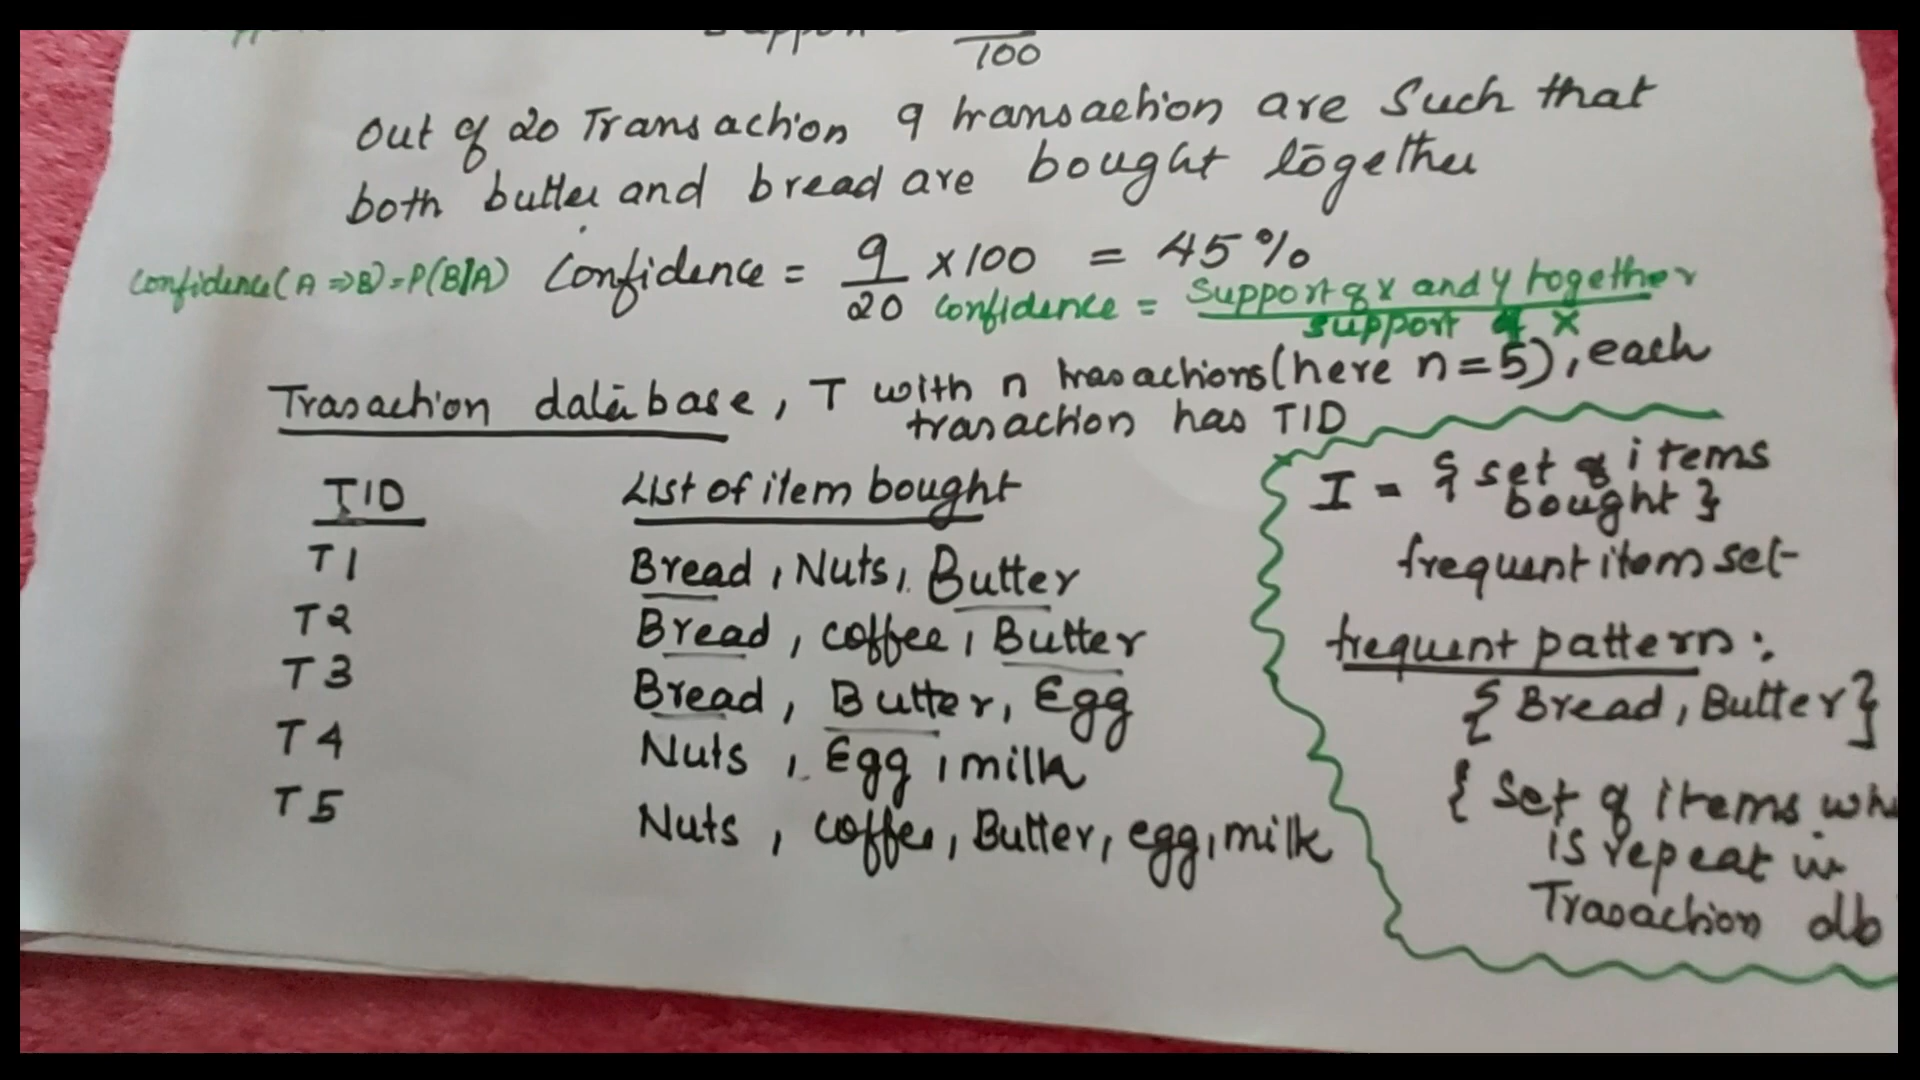 100
Out of 20 Transaction 9 transaction are such that
both butter and bread are bought together
Confidence(A => B) = P(B|A) Confidence = 9/20 x100 = 45%
Confidence = Support of x and y together / support of x
Trasaction database, T with n trasactions(here n=5), each
trasaction has TID
TID List of item bought
T1 Bread, Nuts, Butter
T2 Bread, coffee, Butter
T3 Bread, Butter, Egg
T4 Nuts, Egg, milk
T5 Nuts, coffee, Butter, egg, milk
I = { set of items
bought }
frequent item set
frequent pattern:
{ Bread, Butter}
{ Set of items
is repeat in
Trasaction db